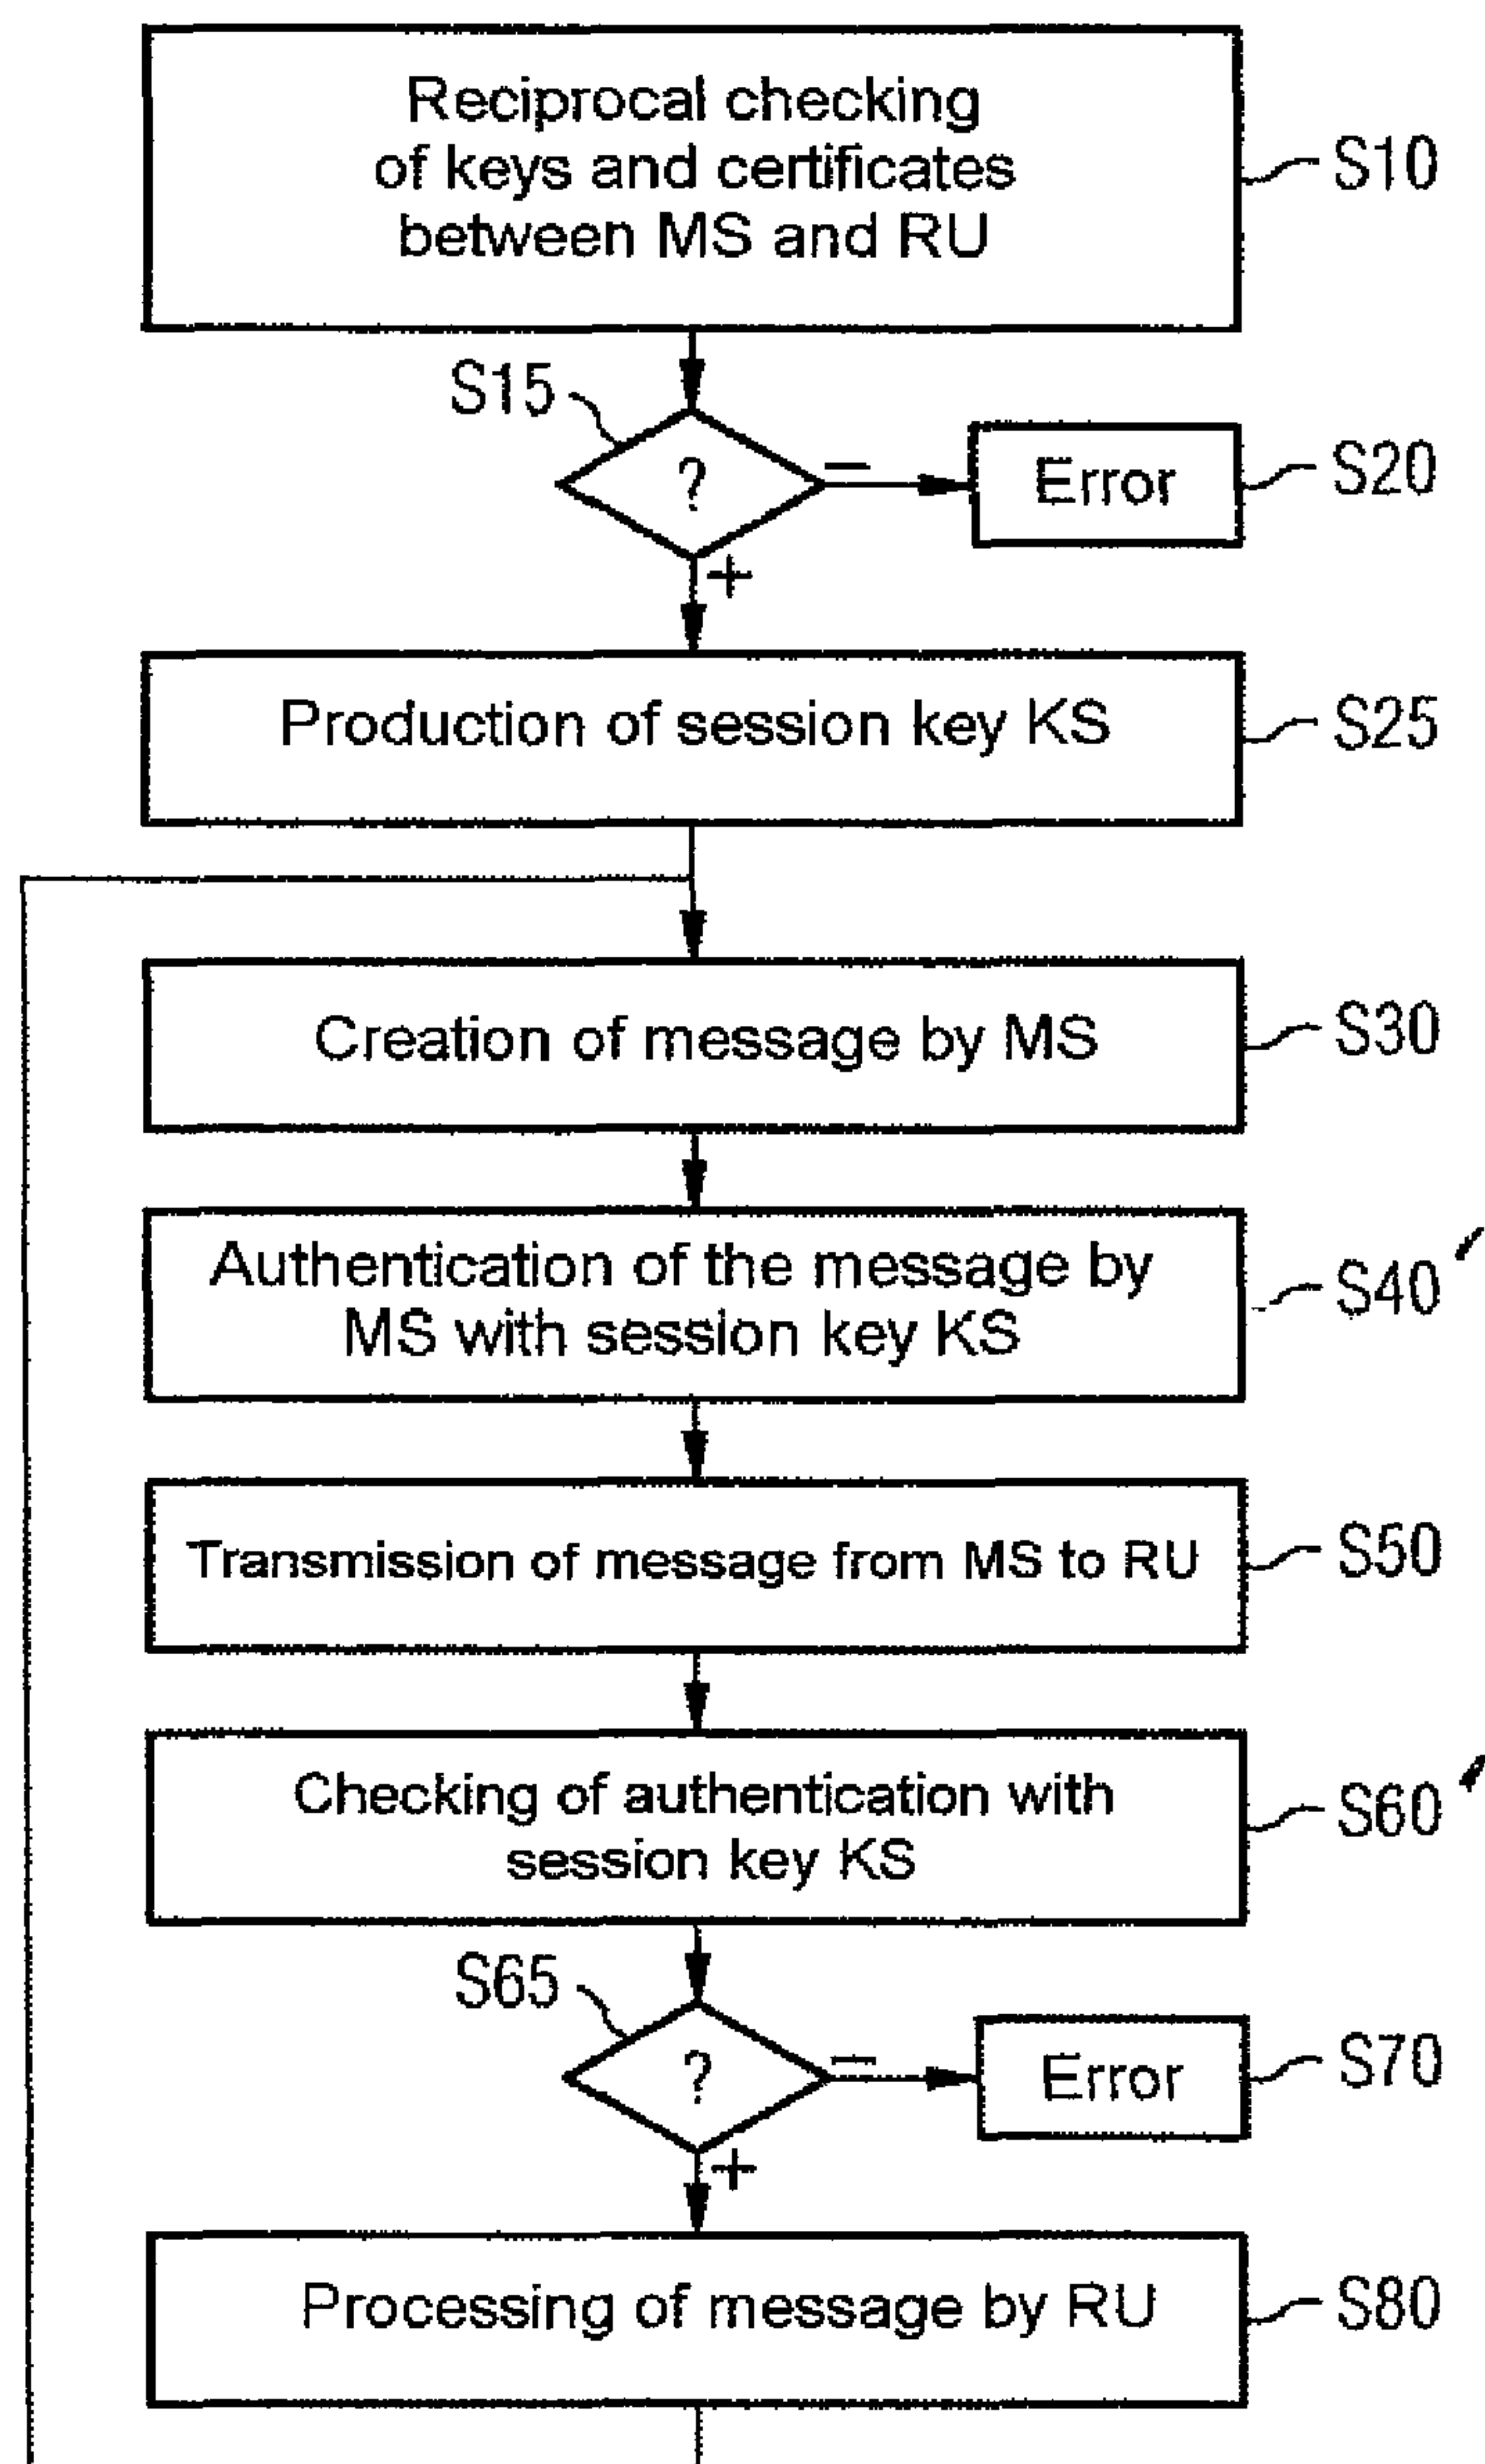 Reciprocal checking
of keys and certificates
between MS and RU
S10
S15
?
−
Error
S20
+
Production of session key KS
S25
Creation of message by MS
S30
Authentication of the message by
MS with session key KS
S40'
Transmission of message from MS to RU
S50
Checking of authentication with
session key KS
S60'
S65
?
−
Error
S70
+
Processing of message by RU
S80